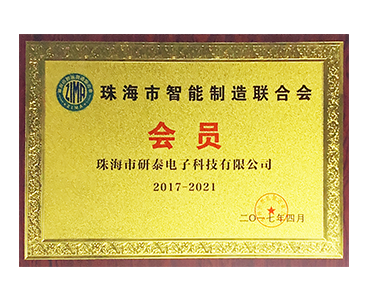 珠海市智能制造联合会
会员
珠海市研泰电子科技有限公司
2017-2021
二〇一七年四月